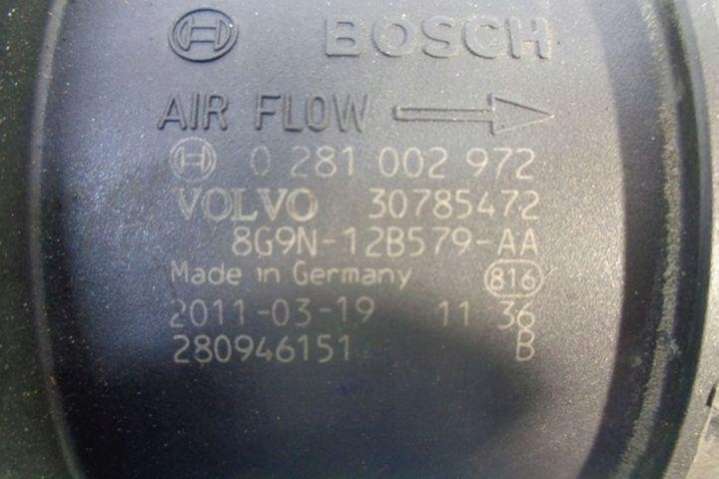 BOSCH
AIR FLOW
0 281 002 972
VOLVO 30785472
8G9N-12B579-AA
Made in Germany 816
2011-03-19 11 36
280946151 B